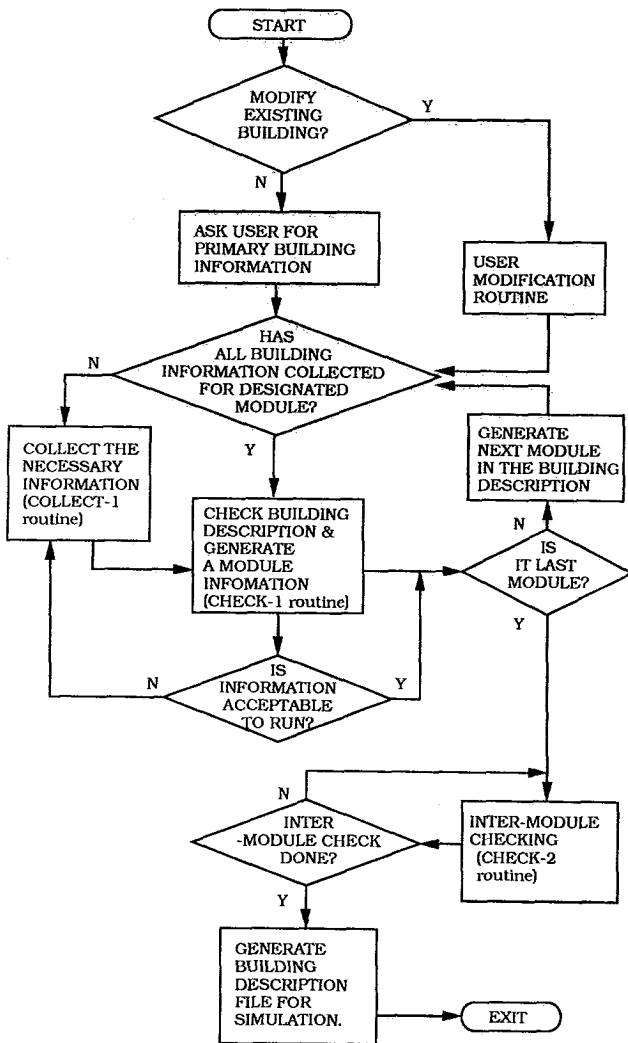 START
MODIFY
EXISTING
BUILDING?
Y
N
ASK USER FOR
PRIMARY BUILDING
INFORMATION
USER
MODIFICATION
ROUTINE
HAS
ALL BUILDING
INFORMATION COLLECTED
FOR DESIGNATED
MODULE?
N
Y
COLLECT THE
NECESSARY
INFORMATION
(COLLECT-1
routine)
GENERATE
NEXT MODULE
IN THE BUILDING
DESCRIPTION
CHECK BUILDING
DESCRIPTION &
GENERATE
A MODULE
INFOMATION
(CHECK-1 routine)
N
IS
IT LAST
MODULE?
Y
IS
INFORMATION
ACCEPTABLE
TO RUN?
N
Y
N
INTER
-MODULE CHECK
DONE?
Y
INTER-MODULE
CHECKING
(CHECK-2
routine)
GENERATE
BUILDING
DESCRIPTION
FILE FOR
SIMULATION.
EXIT